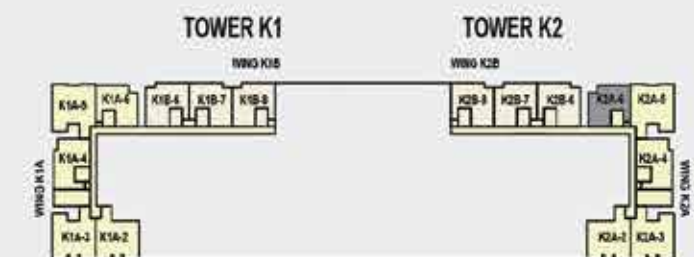 TOWER K1 TOWER K2
WING K1B WING K2B
K1A-5 K1A-6 K1B-6 K1B-7 K1B-8 K2B-8 K2B-7 K2B-6 K2A-6 K2A-5
K1A-4 K2A-4
WING K1A WING K2A
K1A-3 K1A-2 K2A-2 K2A-3